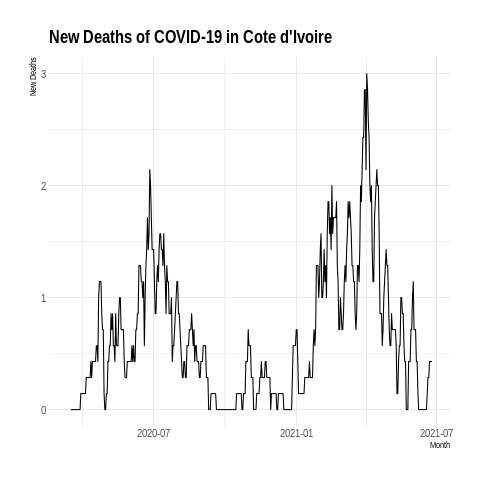 New Deaths of COVID-19 in Cote d'Ivoire
New Deaths
3
2
1
0
2020-07
2021-01
2021-07
Month